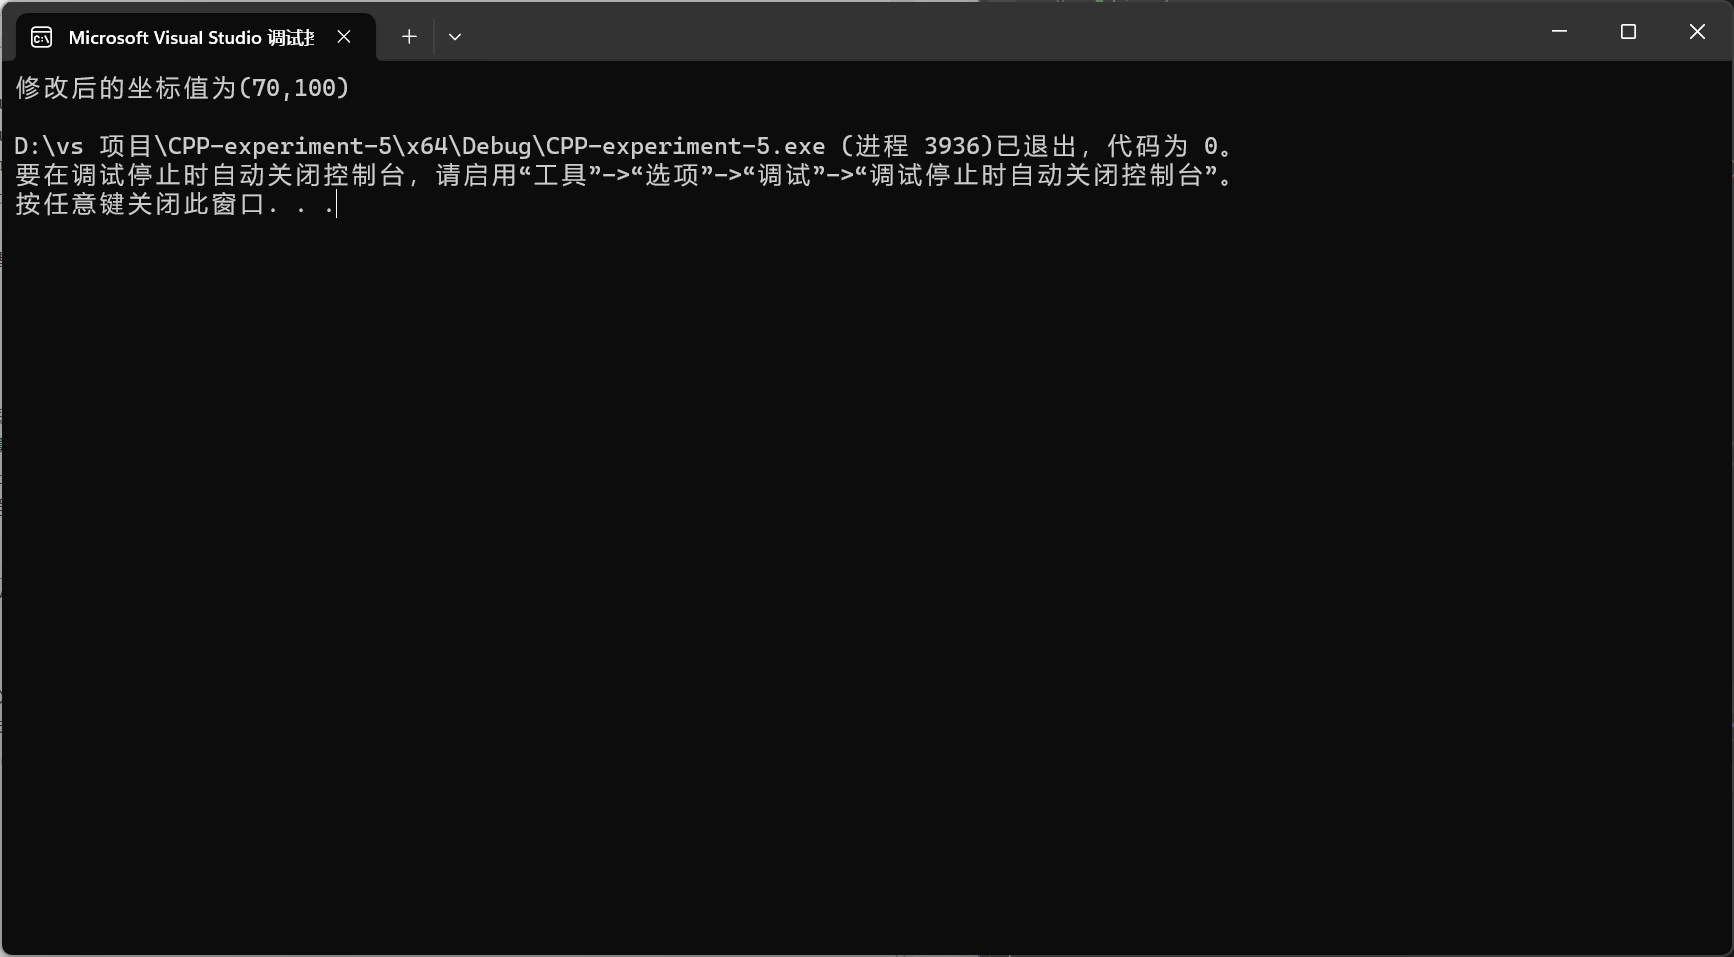 Microsoft Visual Studio 调试
修改后的坐标值为(70,100)
D:\vs 项目\CPP-experiment-5\x64\Debug\CPP-experiment-5.exe (进程 3936)已退出，代码为 0。
要在调试停止时自动关闭控制台，请启用“工具”->“选项”->“调试”->“调试停止时自动关闭控制台”。
按任意键关闭此窗口. . .